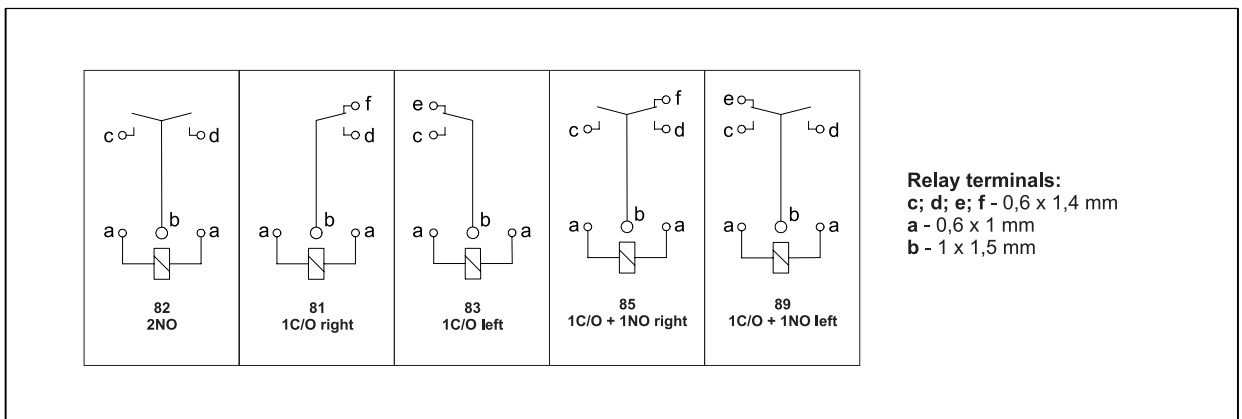 f
e
f
e
c
d
d
c
c
d
c
d
b
b
b
b
b
a
a
a
a
a
a
a
a
a
a
82
2NO
81
1C/O right
83
1C/O left
85
1C/O + 1NO right
89
1C/O + 1NO left
Relay terminals:
c; d; e; f - 0,6 x 1,4 mm
a - 0,6 x 1 mm
b - 1 x 1,5 mm